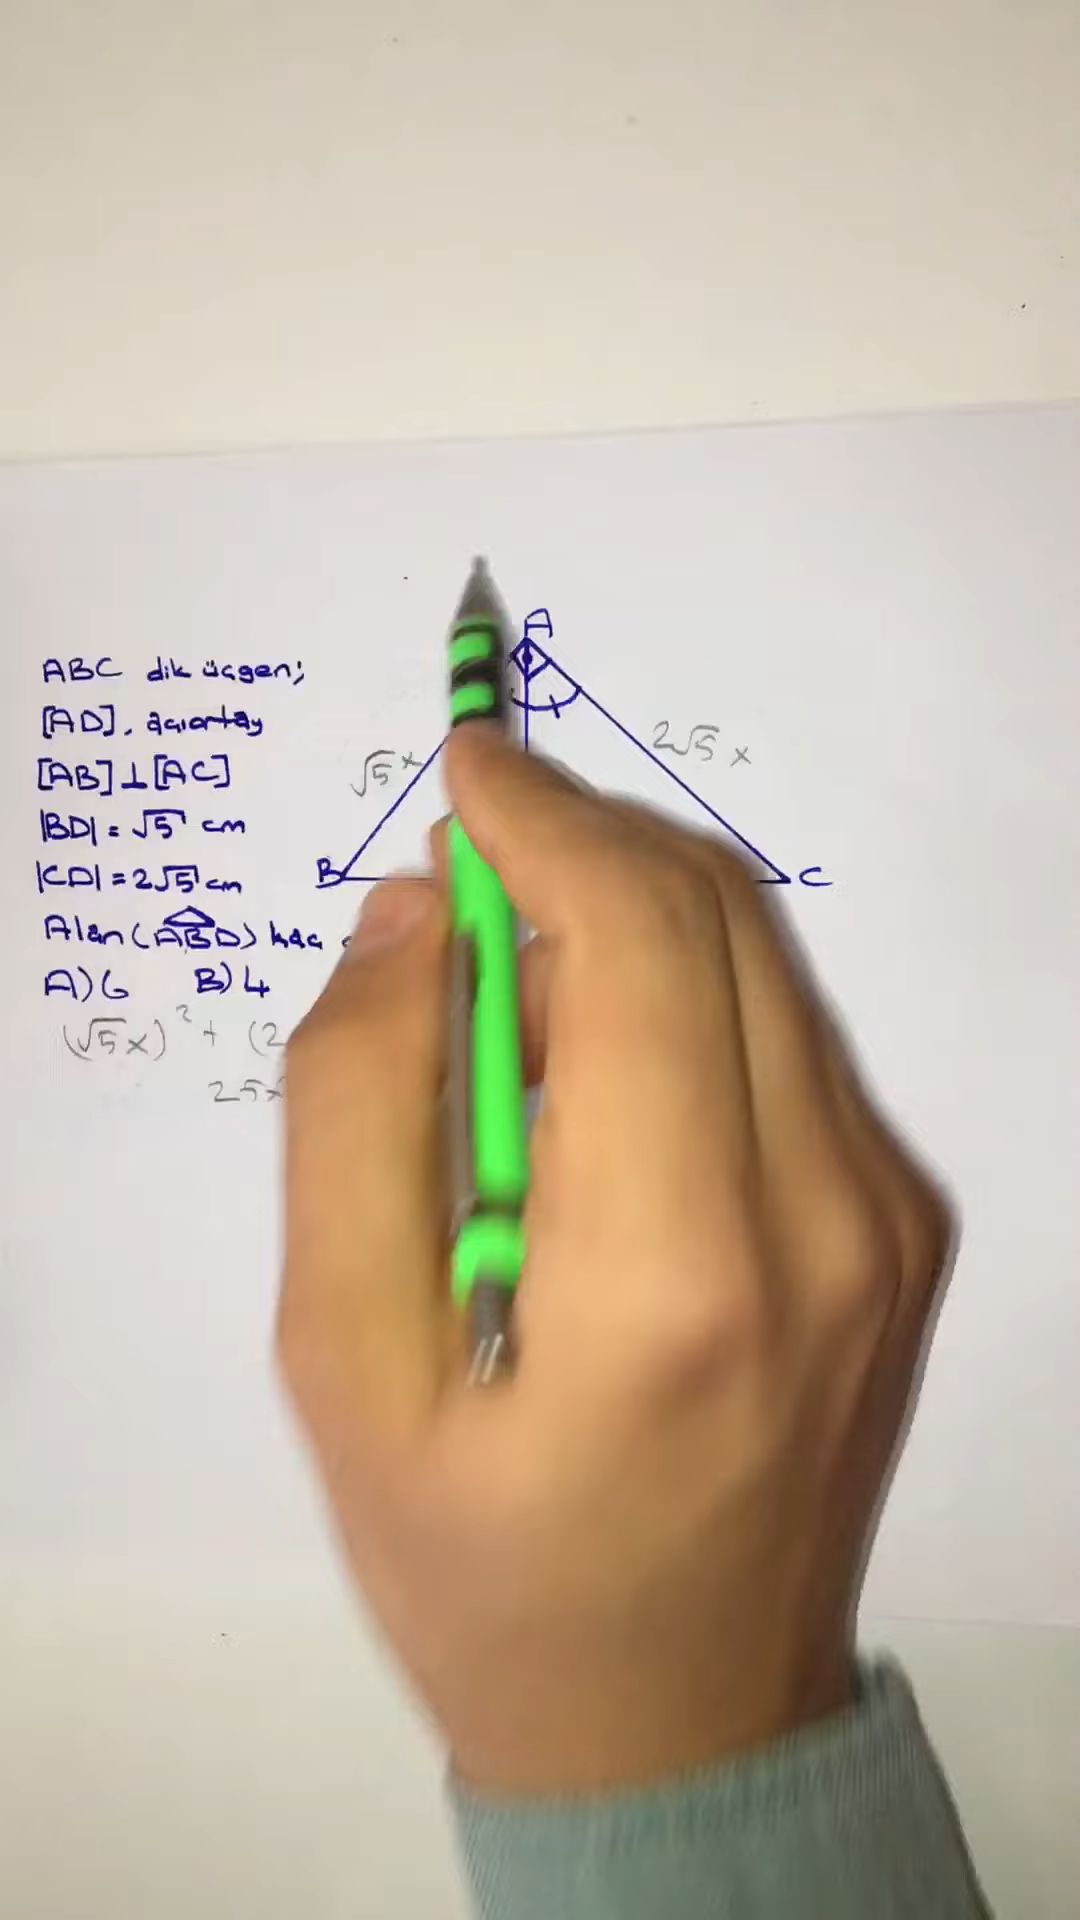 A
ABC dik üçgen;
[AD], açıortay
√5 x
2√5 x
[AB]⊥[AC]
|BD| = √5 cm
B
C
|CD| = 2√5 cm
Alan(ABD) kaç
A) 6 B) 4
(√5x)² + (2
25x